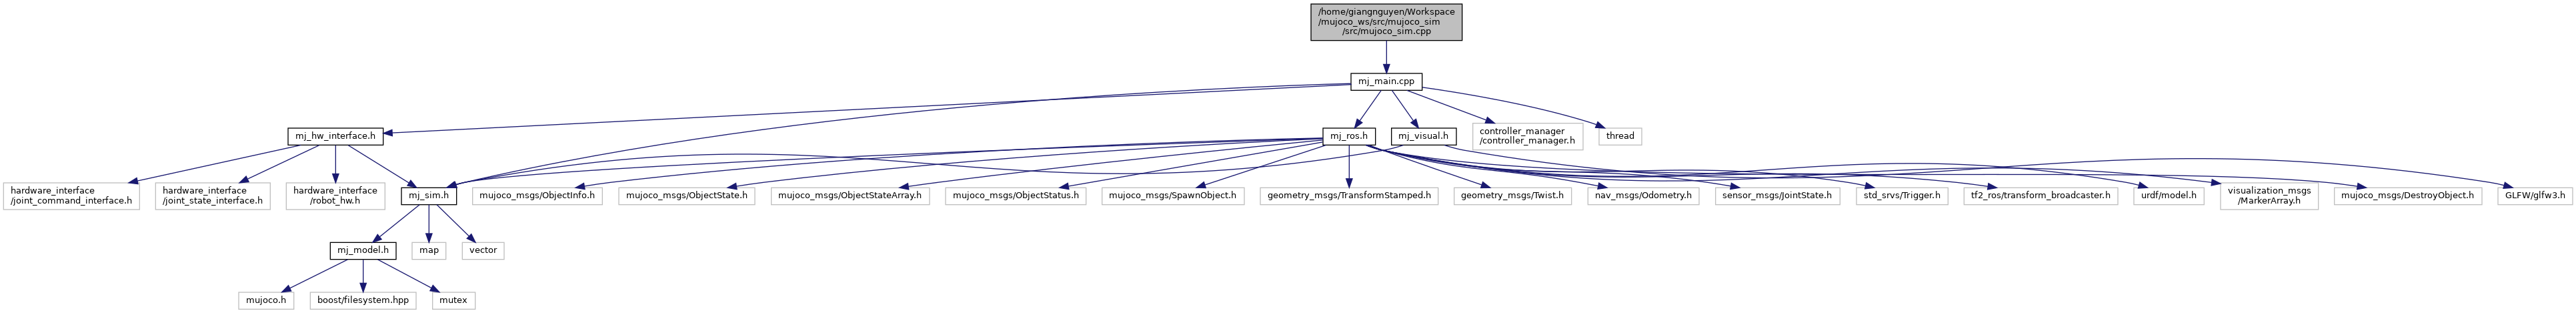 /home/giangnguyen/Workspace
/mujoco_ws/src/mujoco_sim
/src/mujoco_sim.cpp
mj_main.cpp
mj_hw_interface.h
mj_ros.h
mj_visual.h
controller_manager
/controller_manager.h
thread
hardware_interface
/joint_command_interface.h
hardware_interface
/joint_state_interface.h
hardware_interface
/robot_hw.h
mj_sim.h
mujoco_msgs/ObjectInfo.h
mujoco_msgs/ObjectState.h
mujoco_msgs/ObjectStateArray.h
mujoco_msgs/ObjectStatus.h
mujoco_msgs/SpawnObject.h
geometry_msgs/TransformStamped.h
geometry_msgs/Twist.h
nav_msgs/Odometry.h
sensor_msgs/JointState.h
std_srvs/Trigger.h
tf2_ros/transform_broadcaster.h
urdf/model.h
visualization_msgs
/MarkerArray.h
mujoco_msgs/DestroyObject.h
GLFW/glfw3.h
mj_model.h
map
vector
mujoco.h
boost/filesystem.hpp
mutex